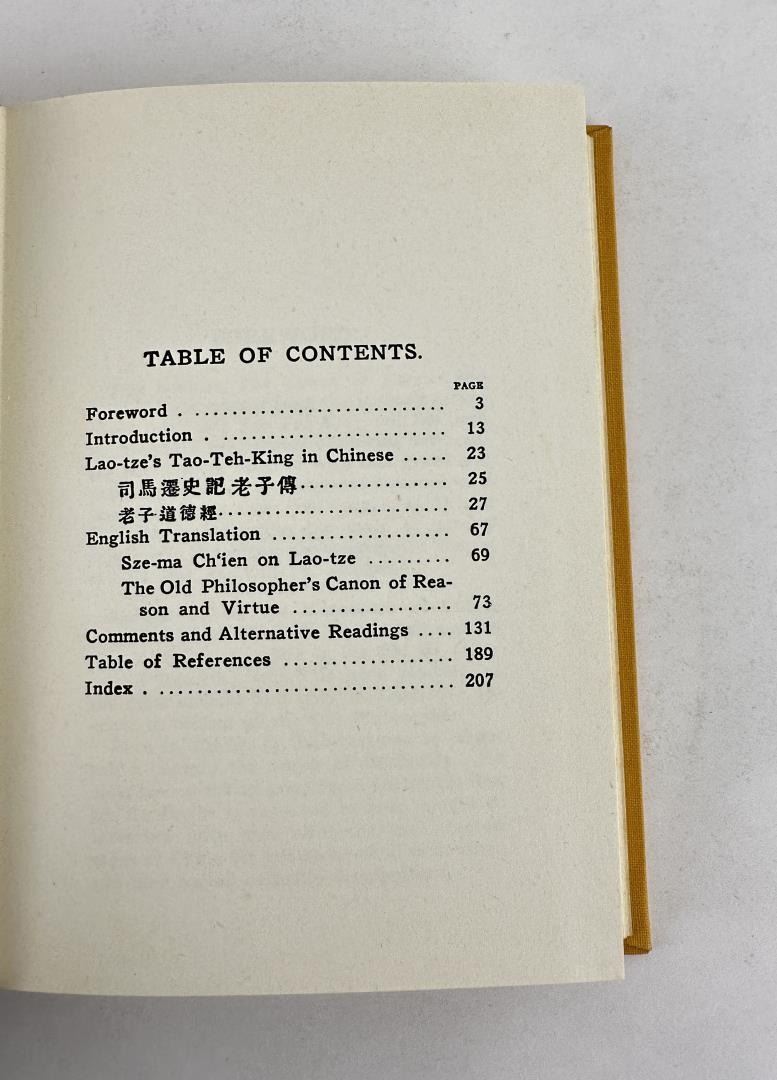 TABLE OF CONTENTS.
PAGE
Foreword . ........................... 3
Introduction . ........................ 13
Lao-tze's Tao-Teh-King in Chinese ..... 23
司馬遷史記老子傳................ 25
老子道德經......................... 27
English Translation ................... 67
Sze-ma Ch‘ien on Lao-tze ......... 69
The Old Philosopher's Canon of Rea-
son and Virtue ................. 73
Comments and Alternative Readings .... 131
Table of References .................. 189
Index . ................................ 207